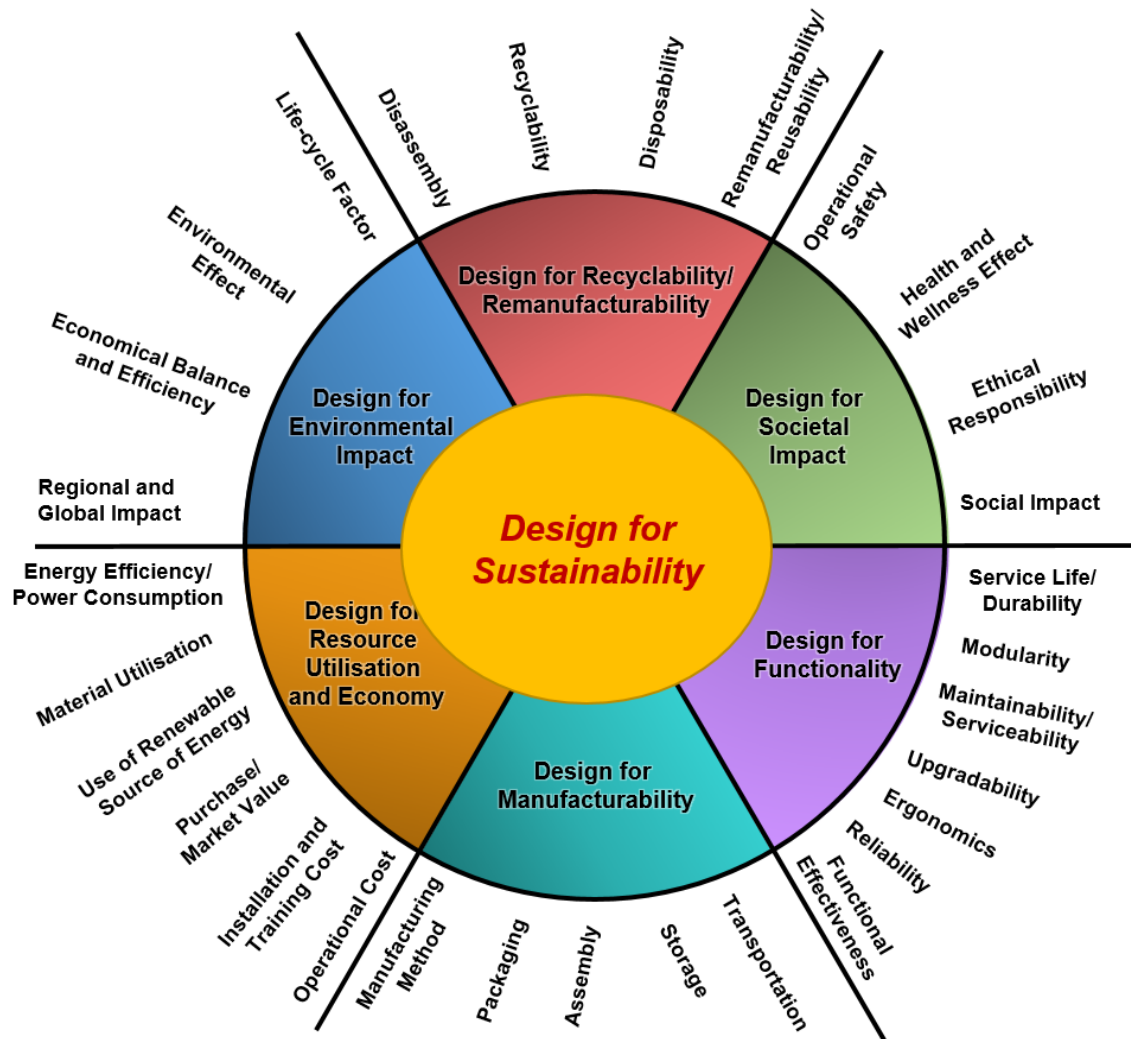 Disassembly
Recyclability
Disposability
Remanufacturability/
Reusability
Operational
Safety
Health and
Wellness Effect
Ethical
Responsibility
Social Impact
Service Life/
Durability
Modularity
Maintainability/
Serviceability
Upgradability
Ergonomics
Reliability
Functional
Effectiveness
Transportation
Storage
Assembly
Packaging
Manufacturing
Method
Operational Cost
Installation and
Training Cost
Purchase/
Market Value
Use of Renewable
Source of Energy
Material Utilisation
Energy Efficiency/
Power Consumption
Regional and
Global Impact
Economical Balance
and Efficiency
Environmental
Effect
Life-cycle Factor
Design for Recyclability/
Remanufacturability
Design for
Societal
Impact
Design for
Functionality
Design for
Manufacturability
Design for
Resource
Utilisation
and Economy
Design for
Environmental
Impact
Design for
Sustainability